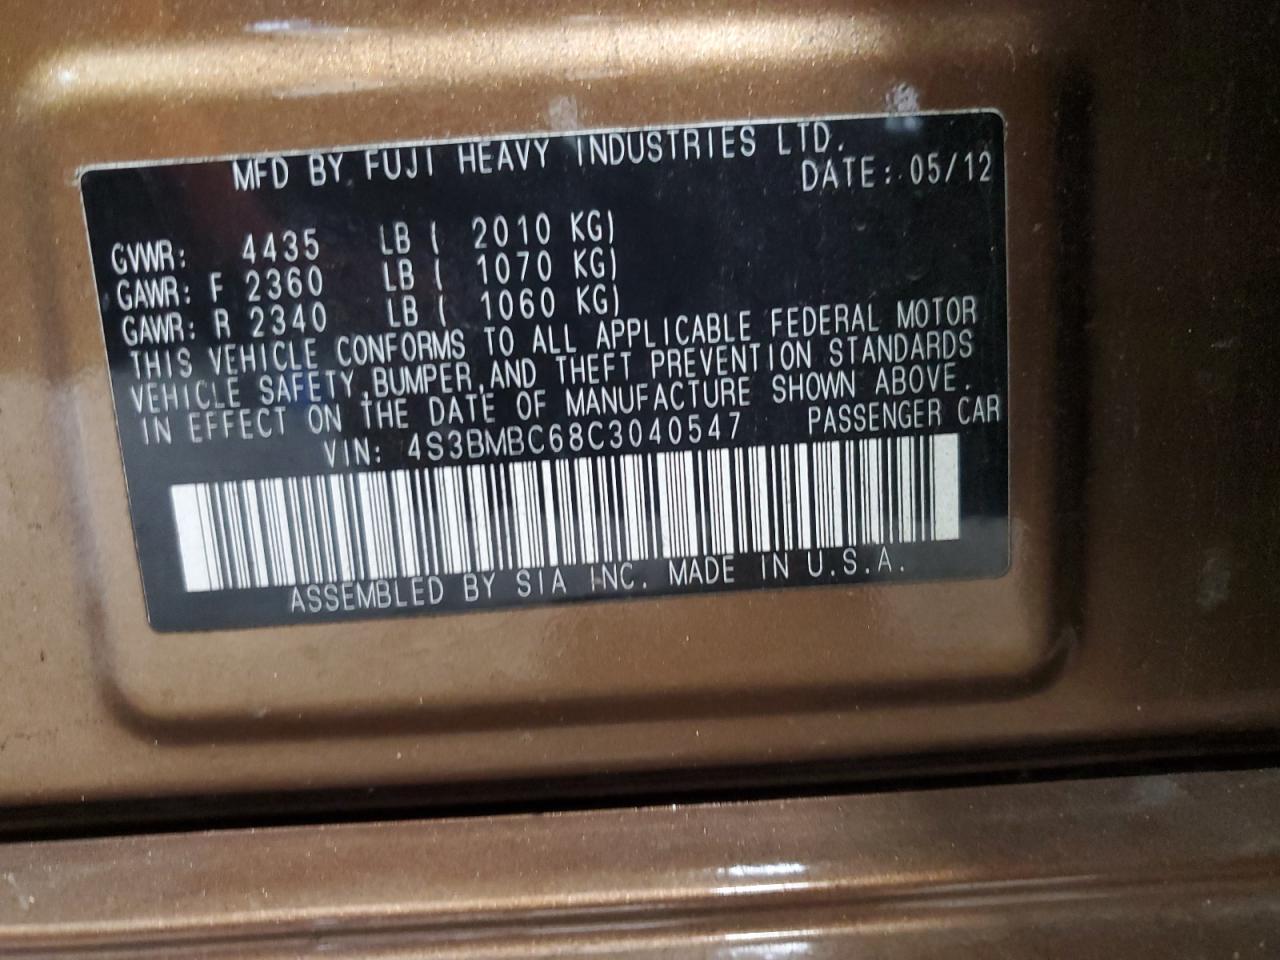 MFD BY FUJI HEAVY INDUSTRIES LTD.
DATE: 05/12
GVWR: 4435 LB ( 2010 KG)
GAWR: F 2360 LB ( 1070 KG)
GAWR: R 2340 LB ( 1060 KG)
THIS VEHICLE CONFORMS TO ALL APPLICABLE FEDERAL MOTOR
VEHICLE SAFETY,BUMPER,AND THEFT PREVENTION STANDARDS
IN EFFECT ON THE DATE OF MANUFACTURE SHOWN ABOVE.
VIN: 4S3BMBC68C3040547 PASSENGER CAR
ASSEMBLED BY SIA INC. MADE IN U.S.A.